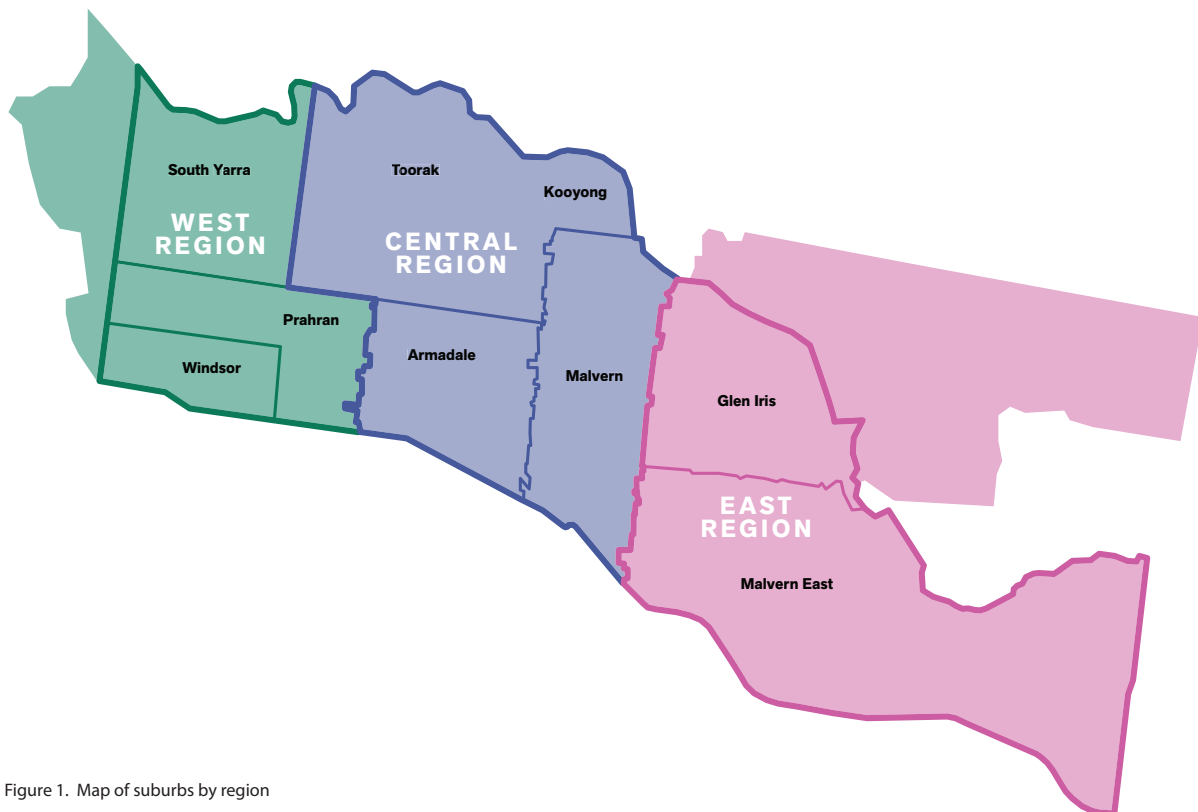 South Yarra
WEST
REGION
Prahran
Windsor
Toorak
Kooyong
CENTRAL
REGION
Armadale
Malvern
Glen Iris
EAST
REGION
Malvern East
Figure 1. Map of suburbs by region